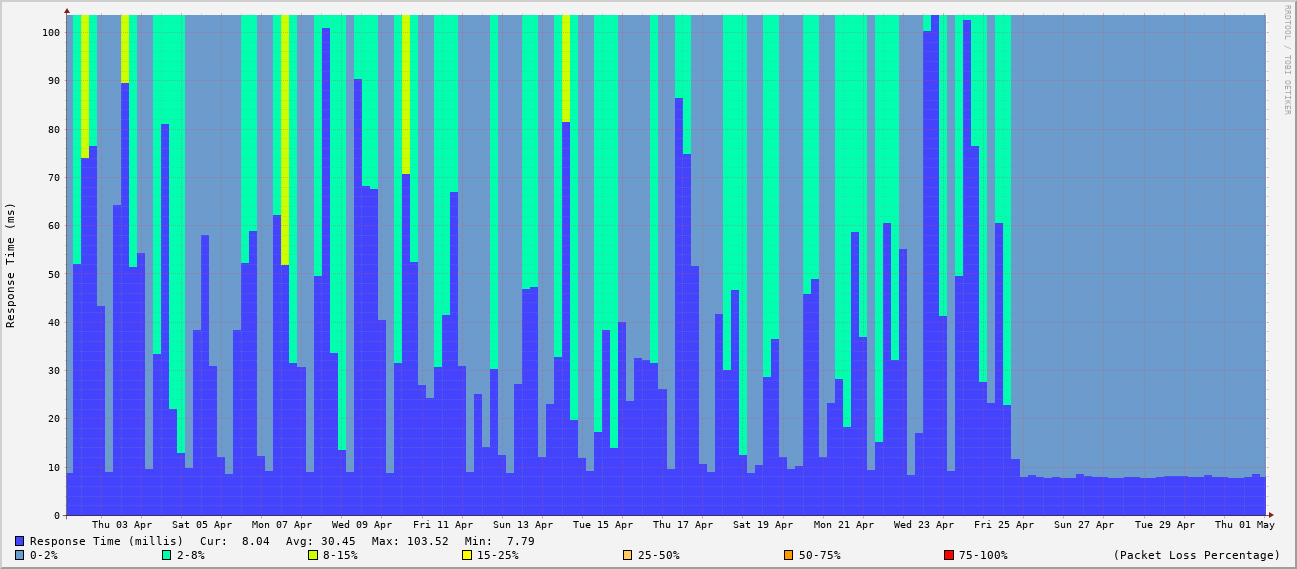 RRDTOOL / TOBI OETIKER
Response Time (ms)
100
90
80
70
60
50
40
30
20
10
0
Thu 03 Apr Sat 05 Apr Mon 07 Apr Wed 09 Apr Fri 11 Apr Sun 13 Apr Tue 15 Apr Thu 17 Apr Sat 19 Apr Mon 21 Apr Wed 23 Apr Fri 25 Apr Sun 27 Apr Tue 29 Apr Thu 01 May
Response Time (millis) Cur: 8.04 Avg: 30.45 Max: 103.52 Min: 7.79
0-2% 2-8% 8-15% 15-25% 25-50% 50-75% 75-100% (Packet Loss Percentage)